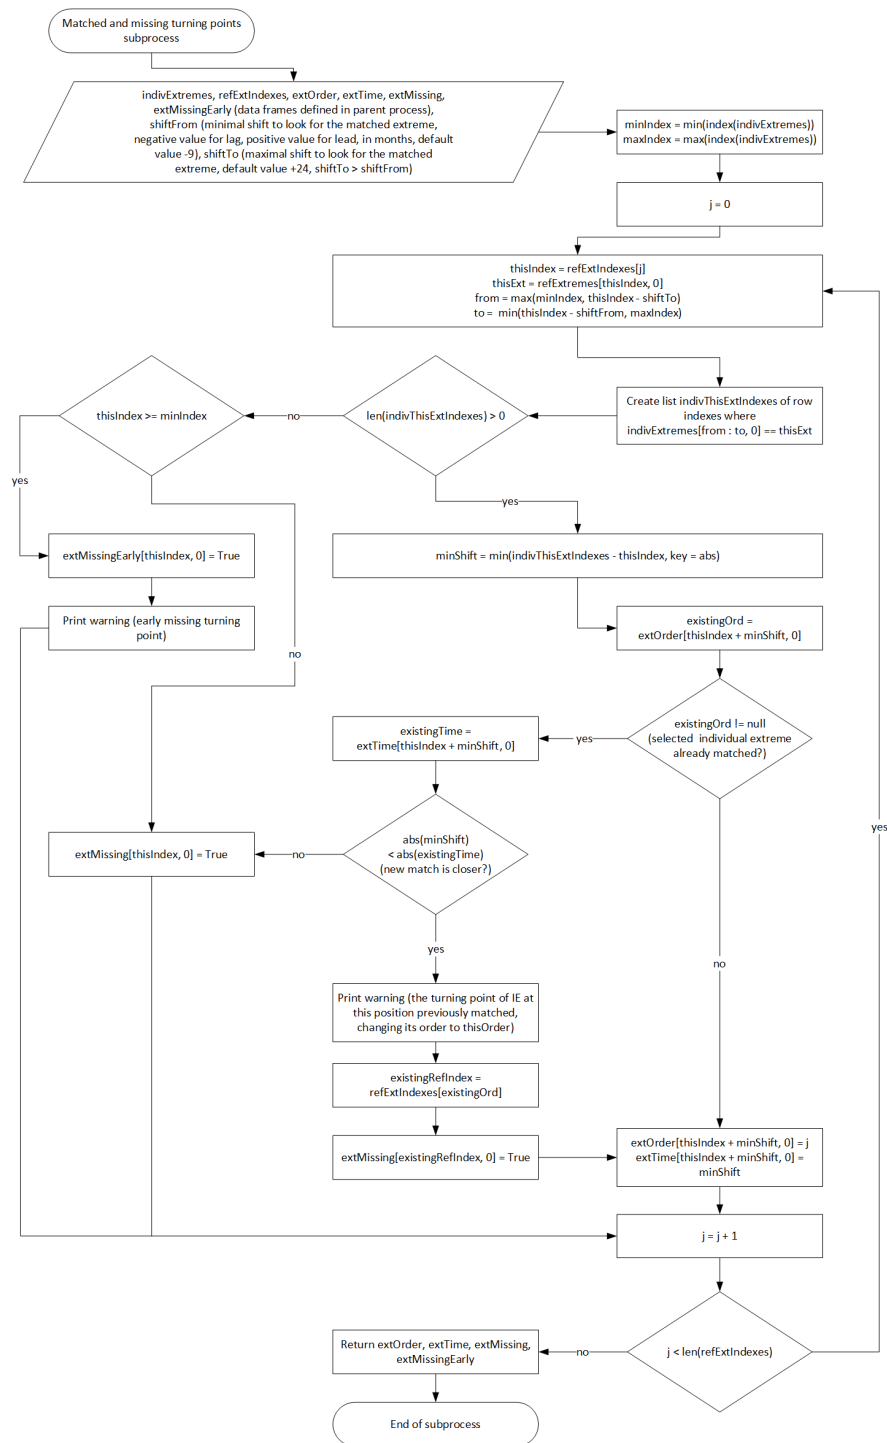 Matched and missing turning points
subprocess
indivExtremes, refExtIndexes, extOrder, extTime, extMissing,
extMissingEarly (data frames defined in parent process),
shiftFrom (minimal shift to look for the matched extreme,
negative value for lag, positive value for lead, in months, default
value -9), shiftTo (maximal shift to look for the matched
extreme, default value +24, shiftTo > shiftFrom)
minIndex = min(index(indivExtremes))
maxIndex = max(index(indivExtremes))
j = 0
thisIndex = refExtIndexes[j]
thisExt = refExtremes[thisIndex, 0]
from = max(minIndex, thisIndex - shiftTo)
to =  min(thisIndex - shiftFrom, maxIndex)
Create list indivThisExtIndexes of row
indexes where
indivExtremes[from : to, 0] == thisExt
len(indivThisExtIndexes) > 0
no
thisIndex >= minIndex
yes
yes
extMissingEarly[thisIndex, 0] = True
Print warning (early missing turning
point)
no
minShift = min(indivThisExtIndexes - thisIndex, key = abs)
existingOrd =
extOrder[thisIndex + minShift, 0]
existingOrd != null
(selected  individual extreme
already matched?)
yes
existingTime =
extTime[thisIndex + minShift, 0]
abs(minShift)
< abs(existingTime)
(new match is closer?)
no
extMissing[thisIndex, 0] = True
yes
yes
no
Print warning (the turning point of IE at
this position previously matched,
changing its order to thisOrder)
existingRefIndex =
refExtIndexes[existingOrd]
extMissing[existingRefIndex, 0] = True
extOrder[thisIndex + minShift, 0] = j
extTime[thisIndex + minShift, 0] =
minShift
j = j + 1
j < len(refExtIndexes)
no
Return extOrder, extTime, extMissing,
extMissingEarly
End of subprocess